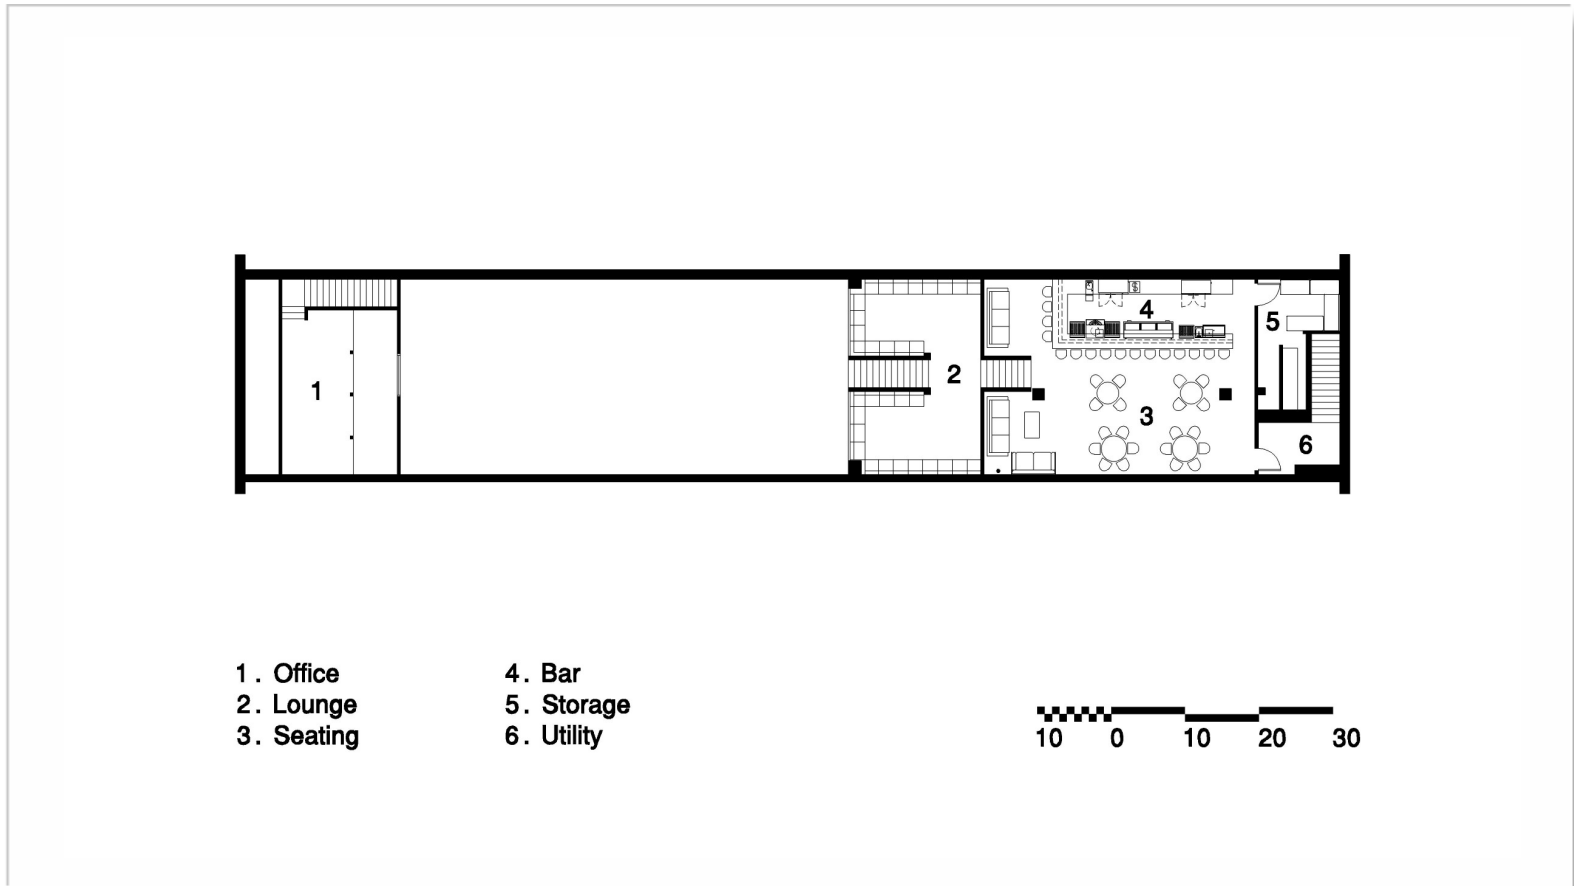 4
5
2
1
3
6
1. Office
2. Lounge
3. Seating
4. Bar
5. Storage
6. Utility
10 0 10 20 30